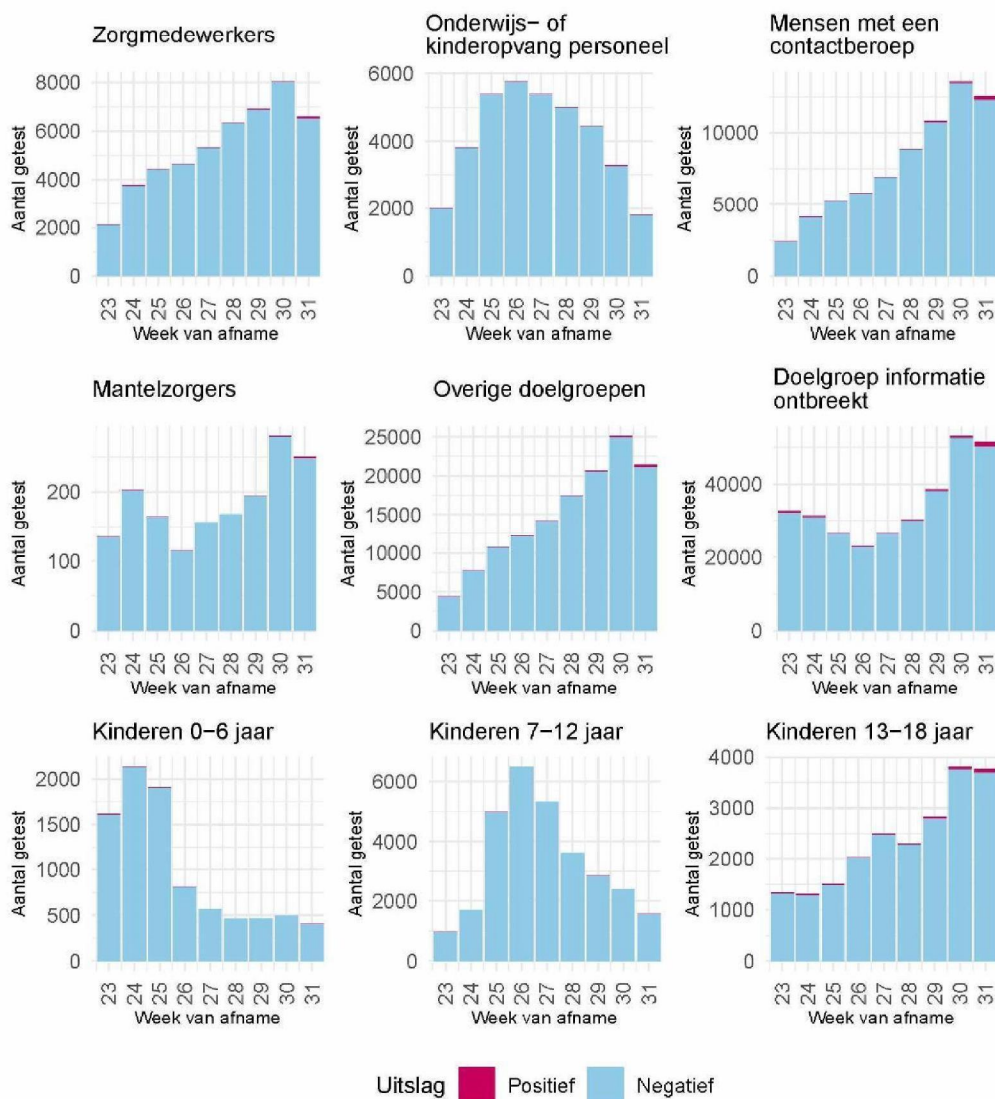 Zorgmedewerkers
Aantal getest
8000
6000
4000
2000
0
23 24 25 26 27 28 29 30 31
Week van afname
Onderwijs– of
kinderopvang personeel
Aantal getest
6000
4000
2000
0
23 24 25 26 27 28 29 30 31
Week van afname
Mensen met een
contactberoep
Aantal getest
10000
5000
0
23 24 25 26 27 28 29 30 31
Week van afname
Mantelzorgers
Aantal getest
200
100
0
23 24 25 26 27 28 29 30 31
Week van afname
Overige doelgroepen
Aantal getest
25000
20000
15000
10000
5000
0
23 24 25 26 27 28 29 30 31
Week van afname
Doelgroep informatie
ontbreekt
Aantal getest
40000
20000
0
23 24 25 26 27 28 29 30 31
Week van afname
Kinderen 0–6 jaar
Aantal getest
2000
1500
1000
500
0
23 24 25 26 27 28 29 30 31
Week van afname
Kinderen 7–12 jaar
Aantal getest
6000
4000
2000
0
23 24 25 26 27 28 29 30 31
Week van afname
Kinderen 13–18 jaar
Aantal getest
4000
3000
2000
1000
0
23 24 25 26 27 28 29 30 31
Week van afname
Uitslag Positief Negatief